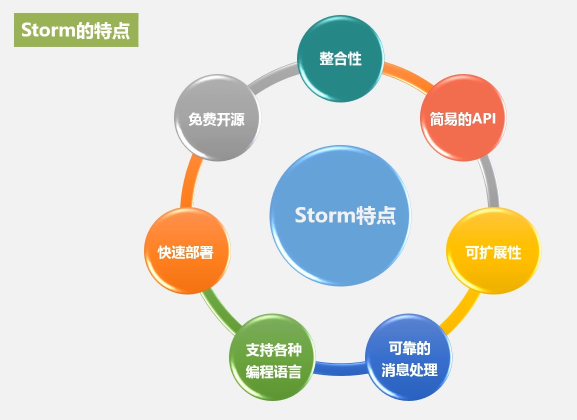 Storm的特点
整合性
简易的API
可扩展性
可靠的
消息处理
支持各种
编程语言
快速部署
免费开源
Storm特点